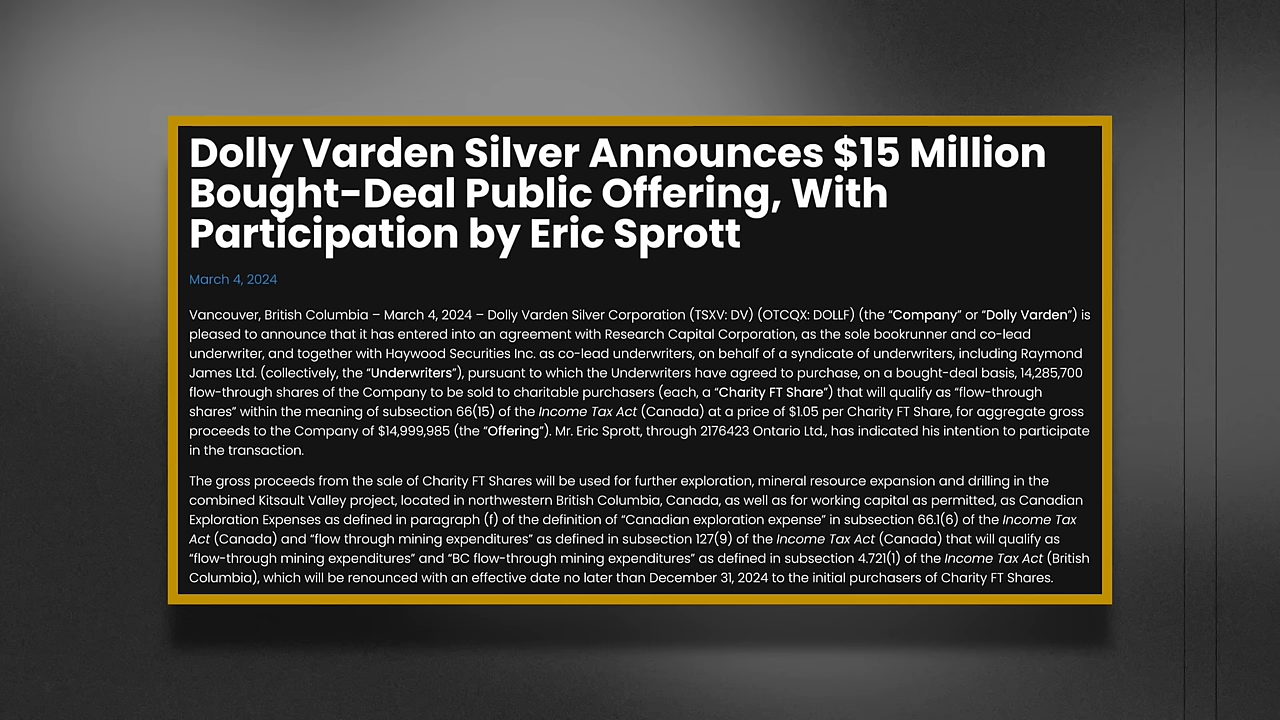 Dolly Varden Silver Announces $15 Million
Bought-Deal Public Offering, With
Participation by Eric Sprott
March 4, 2024
Vancouver, British Columbia – March 4, 2024 – Dolly Varden Silver Corporation (TSXV: DV) (OTCQX: DOLLF) (the “Company” or “Dolly Varden”) is
pleased to announce that it has entered into an agreement with Research Capital Corporation, as the sole bookrunner and co-lead
underwriter, and together with Haywood Securities Inc. as co-lead underwriters, on behalf of a syndicate of underwriters, including Raymond
James Ltd. (collectively, the “Underwriters”), pursuant to which the Underwriters have agreed to purchase, on a bought-deal basis, 14,285,700
flow-through shares of the Company to be sold to charitable purchasers (each, a “Charity FT Share”) that will qualify as “flow-through
shares” within the meaning of subsection 66(15) of the Income Tax Act (Canada) at a price of $1.05 per Charity FT Share, for aggregate gross
proceeds to the Company of $14,999,985 (the “Offering”). Mr. Eric Sprott, through 2176423 Ontario Ltd., has indicated his intention to participate
in the transaction.
The gross proceeds from the sale of Charity FT Shares will be used for further exploration, mineral resource expansion and drilling in the
combined Kitsault Valley project, located in northwestern British Columbia, Canada, as well as for working capital as permitted, as Canadian
Exploration Expenses as defined in paragraph (f) of the definition of “Canadian exploration expense” in subsection 66.1(6) of the Income Tax
Act (Canada) and “flow through mining expenditures” as defined in subsection 127(9) of the Income Tax Act (Canada) that will qualify as
“flow-through mining expenditures” and “BC flow-through mining expenditures” as defined in subsection 4.721(1) of the Income Tax Act (British
Columbia), which will be renounced with an effective date no later than December 31, 2024 to the initial purchasers of Charity FT Shares.